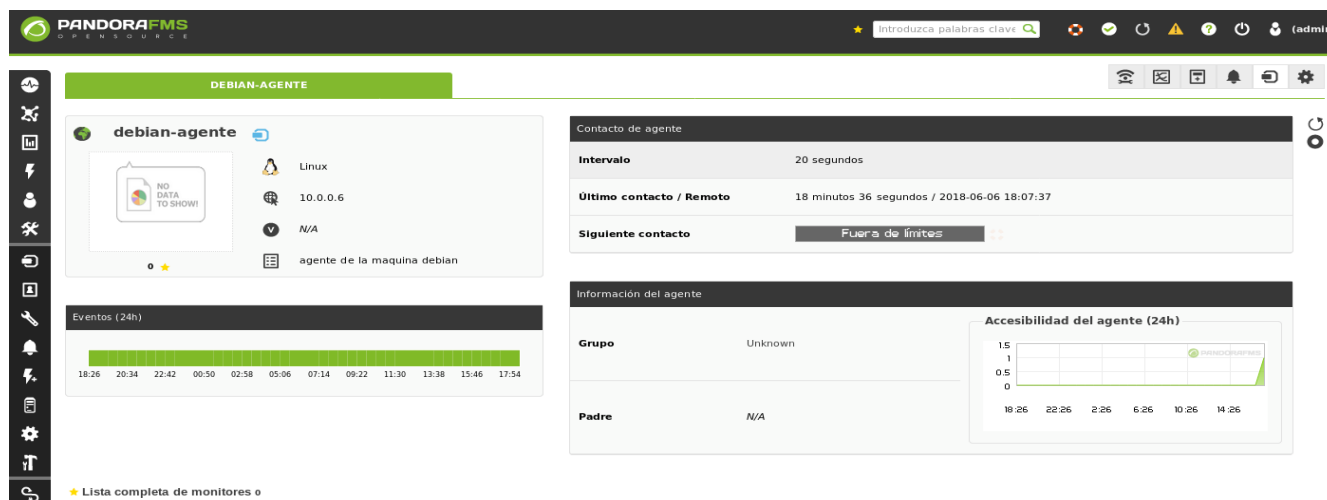 PANDORAFMS
OPENSOURCE
Introduzca palabras clave
(admi
DEBIAN-AGENTE
debian-agente
NO
DATA
TO SHOW!
0
Linux
10.0.0.6
N/A
agente de la maquina debian
Contacto de agente
Intervalo 20 segundos
Último contacto / Remoto 18 minutos 36 segundos / 2018-06-06 18:07:37
Siguiente contacto Fuera de límites
Eventos (24h)
18:26 20:34 22:42 00:50 02:58 05:06 07:14 09:22 11:30 13:38 15:46 17:54
Información del agente
Grupo Unknown
Padre N/A
Accesibilidad del agente (24h)
PANDORAFMS
1.5
1
0.5
0
18:26 22:26 2:26 6:26 10:26 14:26
Lista completa de monitores 0